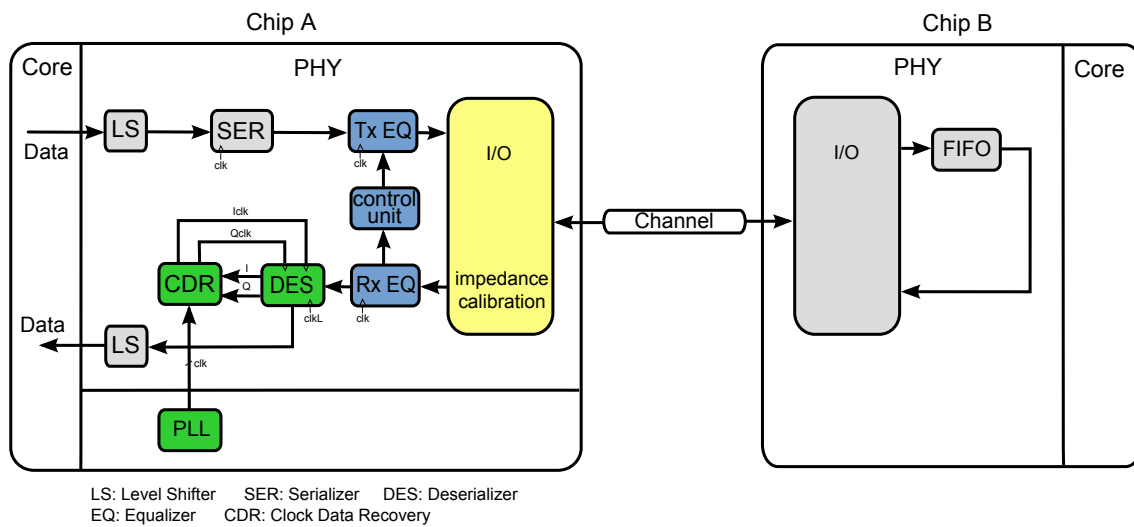 Chip A
Chip B
Core
PHY
PHY
Core
LS
SER
Tx EQ
I/O
I/O
FIFO
Data
clk
clk
control
unit
Channel
Iclk
Qclk
CDR
I
Q
DES
Rx EQ
impedance
calibration
clkL
clk
Data
LS
clk
PLL
LS: Level Shifter SER: Serializer DES: Deserializer
EQ: Equalizer CDR: Clock Data Recovery